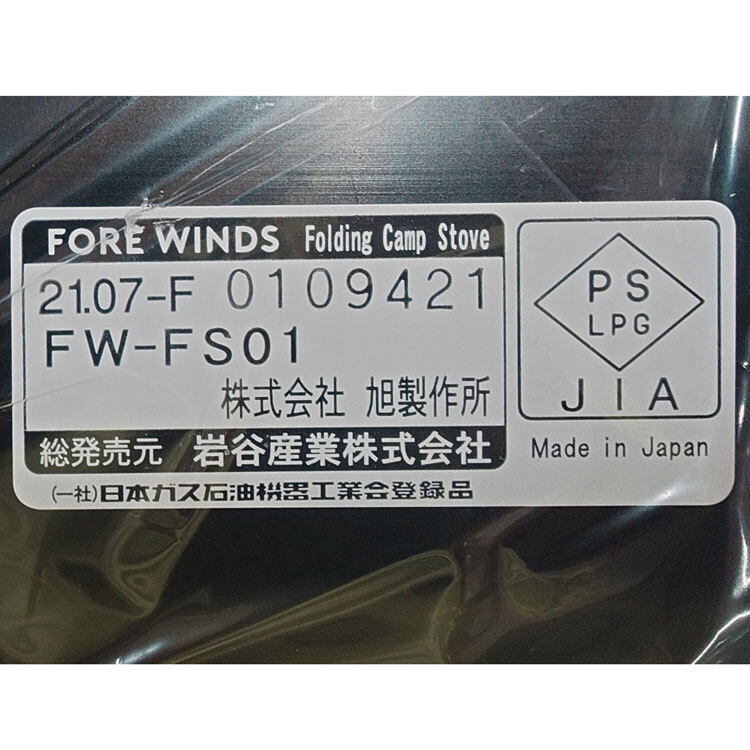 FORE WINDS Folding Camp Stove
21.07-F 0109421
FW-FS01
株式会社 旭製作所
総発売元 岩谷産業株式会社
(一社)日本ガス石油機器工業会登録品
PS
LPG
JIA
Made in Japan